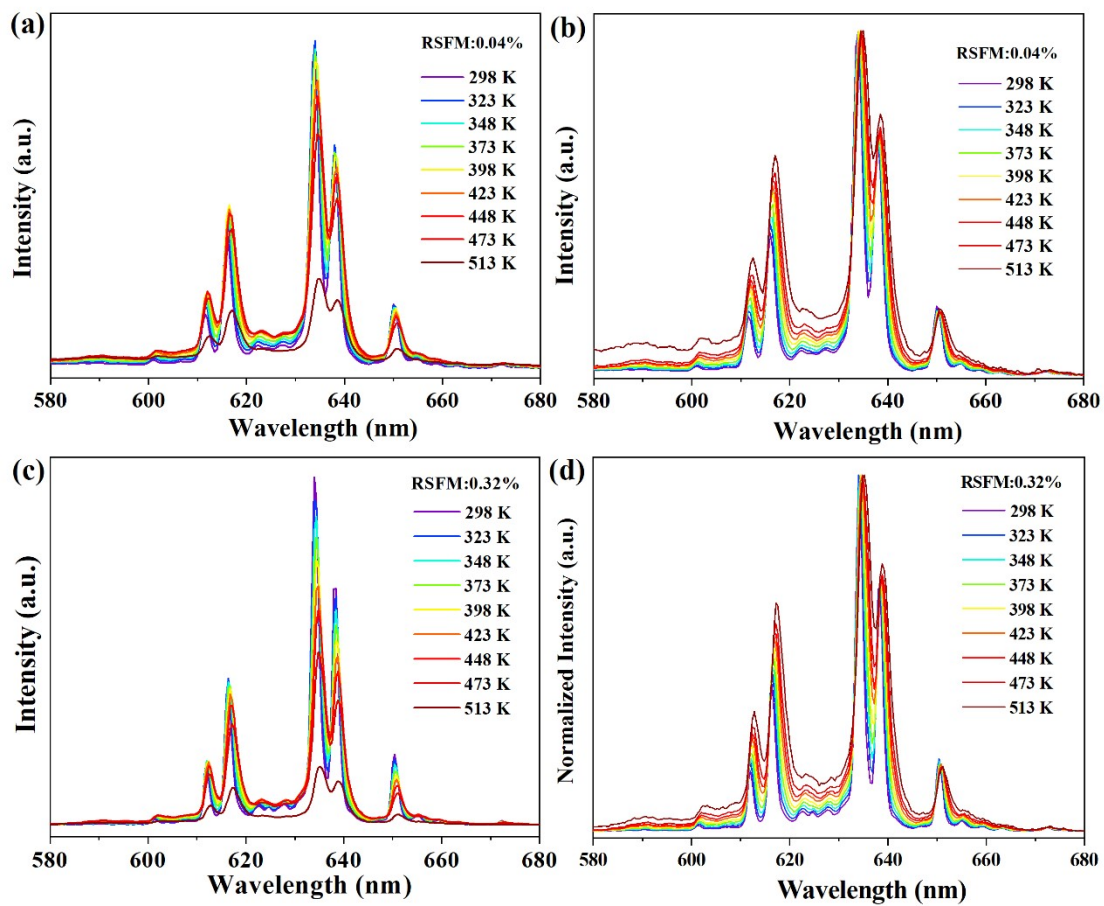 (a)
RSFM:0.04%
298 K
323 K
348 K
373 K
398 K
423 K
448 K
473 K
513 K
Intensity (a.u.)
580 600 620 640 660 680
Wavelength (nm)
(b)
RSFM:0.04%
298 K
323 K
348 K
373 K
398 K
423 K
448 K
473 K
513 K
Intensity (a.u.)
580 600 620 640 660 680
Wavelength (nm)
(c)
RSFM:0.32%
298 K
323 K
348 K
373 K
398 K
423 K
448 K
473 K
513 K
Intensity (a.u.)
580 600 620 640 660 680
Wavelength (nm)
(d)
RSFM:0.32%
298 K
323 K
348 K
373 K
398 K
423 K
448 K
473 K
513 K
Normalized Intensity (a.u.)
580 600 620 640 660 680
Wavelength (nm)